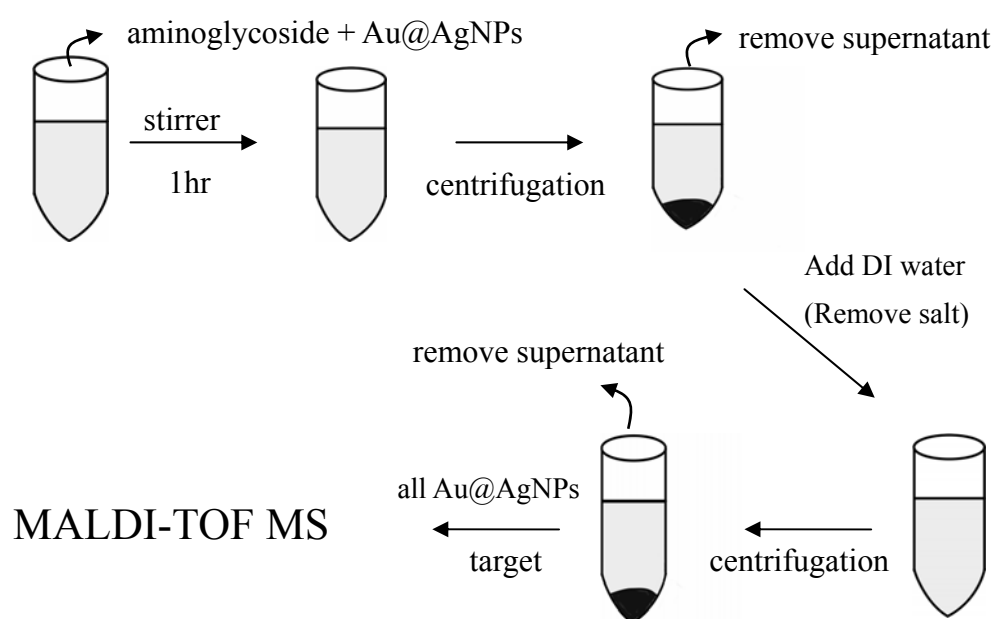 aminoglycoside + Au@AgNPs
stirrer
1hr
centrifugation
remove supernatant
Add DI water
(Remove salt)
centrifugation
remove supernatant
all Au@AgNPs
target
MALDI-TOF MS